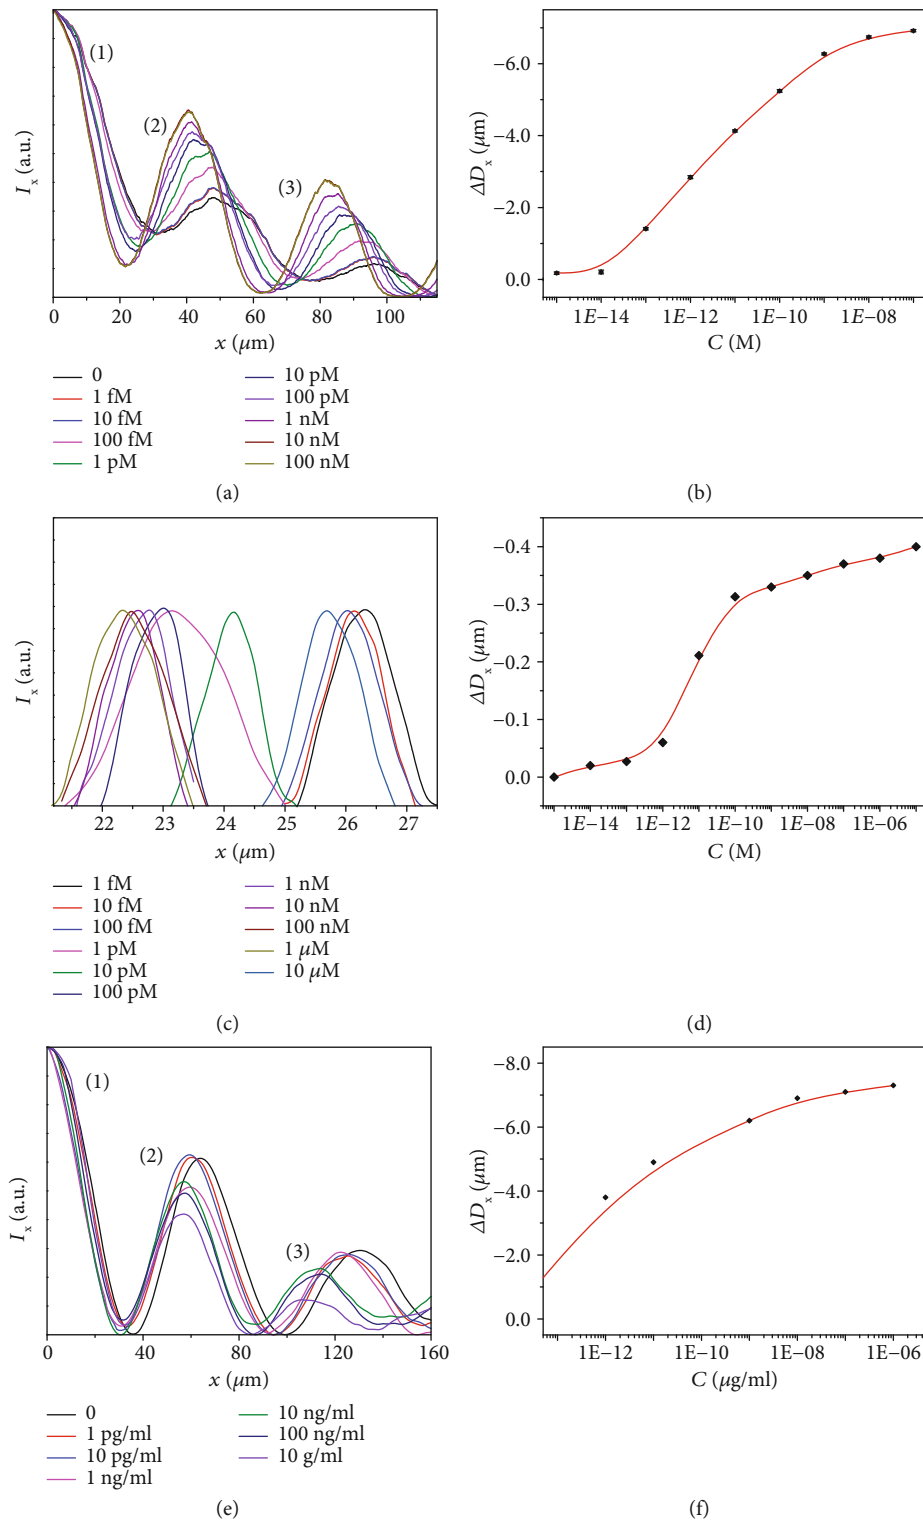 (1)
(2)
(3)
I_x (a.u.)
0 20 40 60 80 100
x (μm)
0
1 fM
10 fM
100 fM
1 pM
10 pM
100 pM
1 nM
10 nM
100 nM
(a)
−6.0
−4.0
−2.0
0.0
ΔD_x (μm)
1E−14 1E−12 1E−10 1E−08
C (M)
(b)
I_x (a.u.)
22 23 24 25 26 27
x (μm)
1 fM
10 fM
100 fM
1 pM
10 pM
100 pM
1 nM
10 nM
100 nM
1 μM
10 μM
(c)
−0.4
−0.3
−0.2
−0.1
0.0
ΔD_x (μm)
1E−14 1E−12 1E−10 1E−08 1E−06
C (M)
(d)
(1)
(2)
(3)
I_x (a.u.)
0 40 80 120 160
x (μm)
0
1 pg/ml
10 pg/ml
1 ng/ml
10 ng/ml
100 ng/ml
10 g/ml
(e)
−8.0
−6.0
−4.0
−2.0
0.0
ΔD_x (μm)
1E−12 1E−10 1E−08 1E−06
C (μg/ml)
(f)